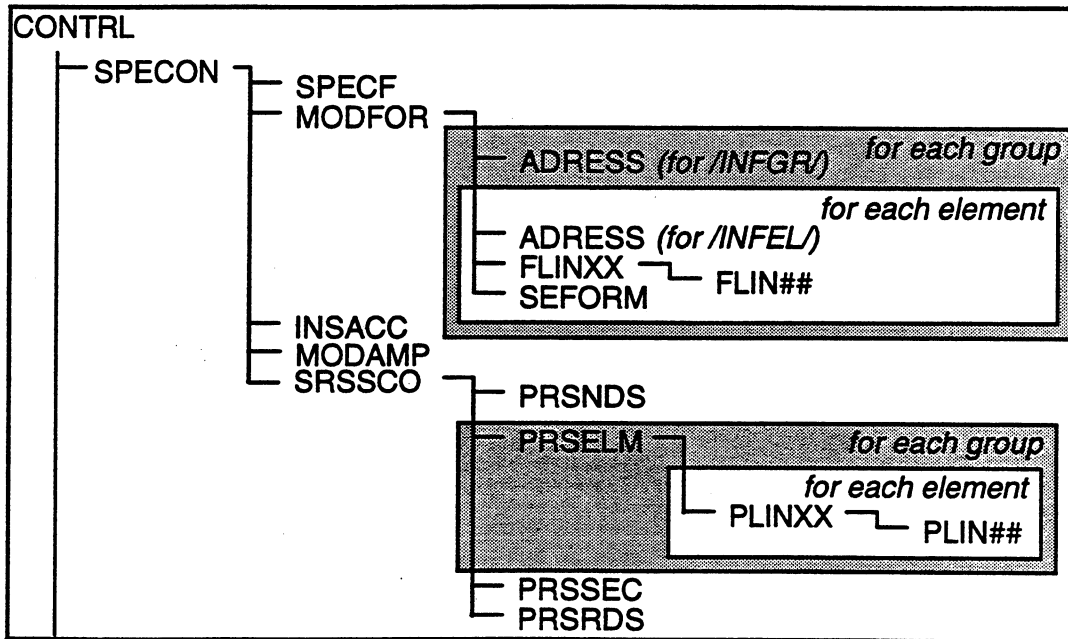 CONTRL
SPECON
SPECF
MODFOR
for each group
ADRESS (for /INFGR/)
for each element
ADRESS (for /INFEL/)
FLINXX
FLIN##
SEFORM
INSACC
MODAMP
SRSSCO
PRSNDS
PRSELM
for each group
for each element
PLINXX
PLIN##
PRSSEC
PRSRDS